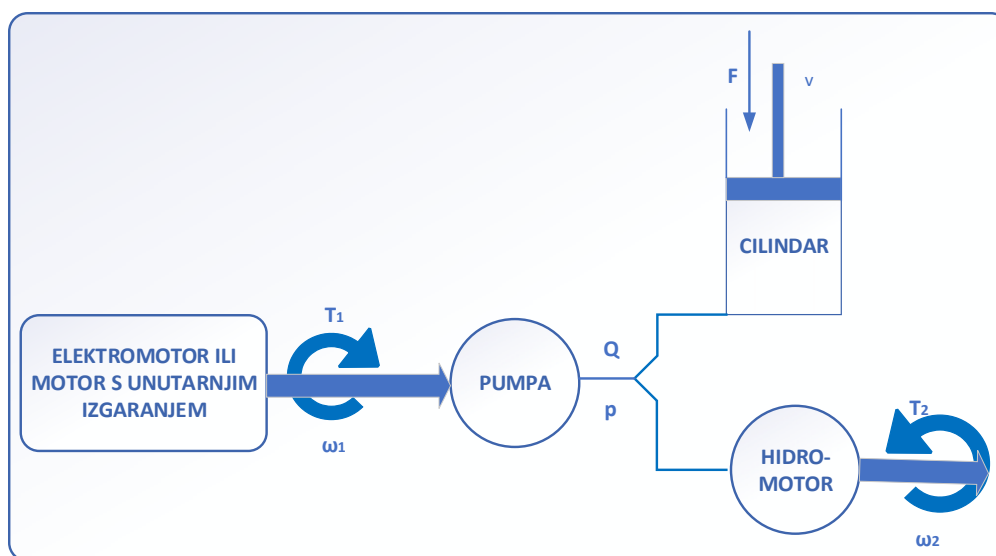 F
v
CILINDAR
T₁
ELEKTROMOTOR ILI
MOTOR S UNUTARNJIM
IZGARANJEM
ω₁
PUMPA
Q
p
T₂
HIDRO-
MOTOR
ω₂